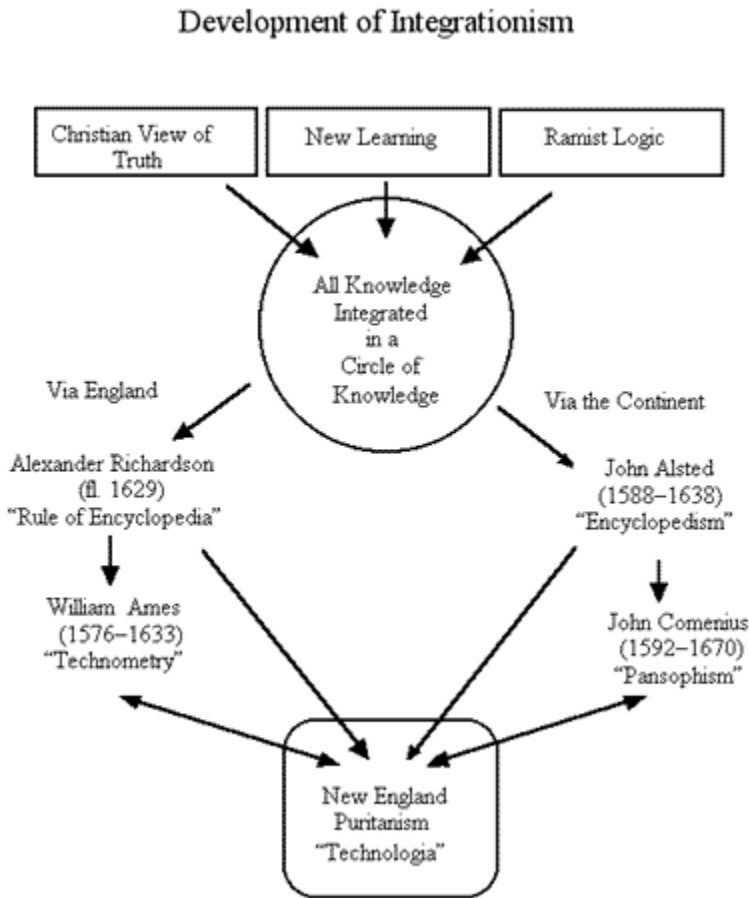 Development of Integrationism
Christian View of
Truth
New Learning
Ramist Logic
All Knowledge
Integrated
in a
Circle of
Knowledge
Via England
Via the Continent
Alexander Richardson
(fl. 1629)
“Rule of Encyclopedia”
John Alsted
(1588–1638)
“Encyclopedism”
William Ames
(1576–1633)
“Technometry”
John Comenius
(1592–1670)
“Pansophism”
New England
Puritanism
“Technologia”